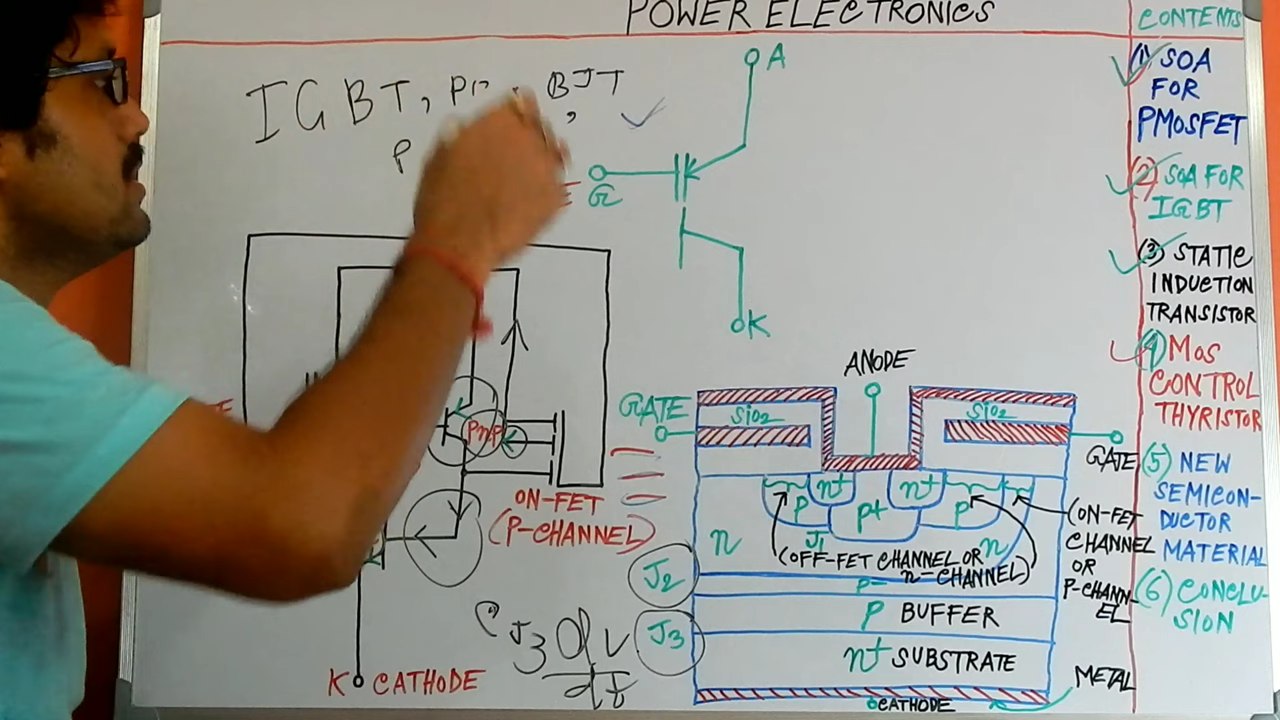 POWER ELECTRONICS
IGBT,
BJT,
P
A
G
K
K CATHODE
PnP
ON-FET
(P-CHANNEL)
J3 dv
dt
ANODE
GATE
SiO2
SiO2
GATE
n+
n+
P
P+
P
n
J1
n
(OFF-FET CHANNEL OR
n-CHANNEL)
(ON-FET
CHANNEL
OR
P-CHANN-
EL)
J2
P-
P BUFFER
J3
n+ SUBSTRATE
METAL
CATHODE
CONTENTS
(1) SOA
FOR
PMOSFET
(2) SOA FOR
IGBT
(3) STATIC
INDUCTION
TRANSISTOR
(4) MOS
CONTROL
THYRISTOR
(5) NEW
SEMICON-
DUCTOR
MATERIAL
(6) CONCLU-
SION